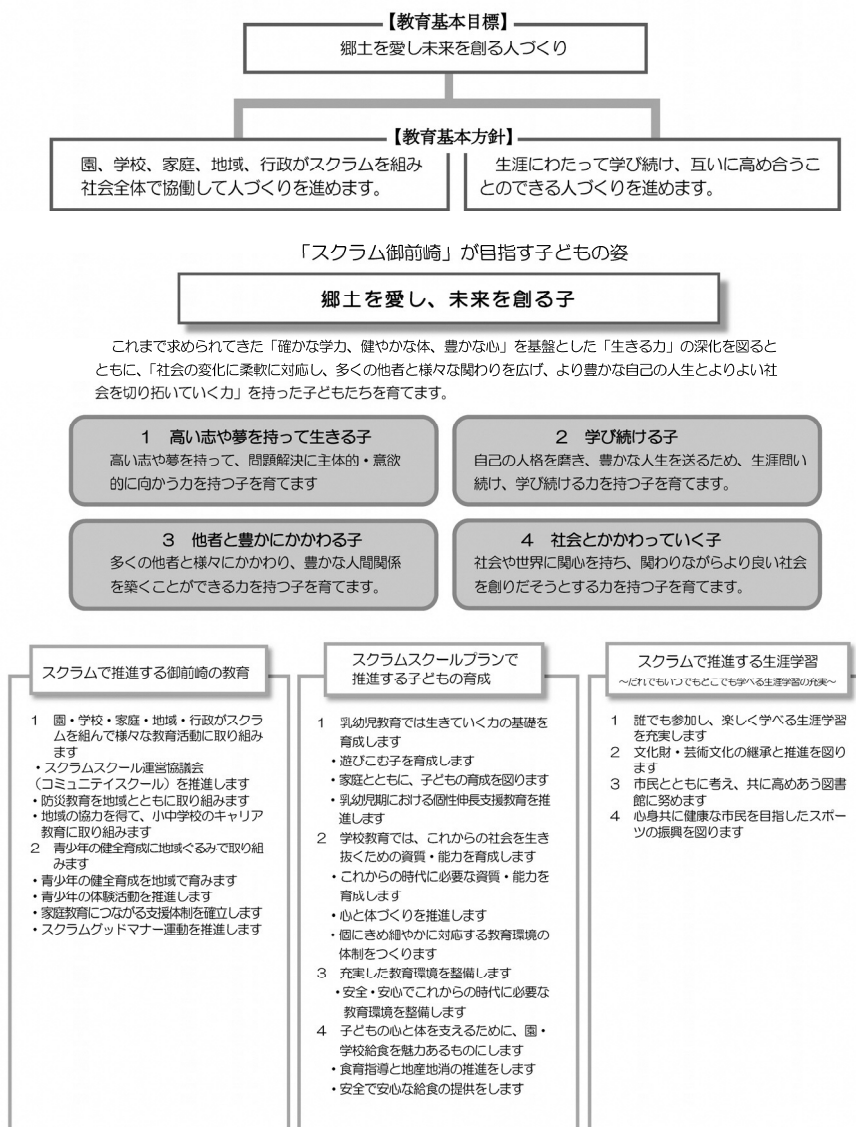 【教育基本目標】
郷土を愛し未来を創る人づくり
【教育基本方針】
園、学校、家庭、地域、行政がスクラムを組み
社会全体で協働して人づくりを進めます。
生涯にわたって学び続け、互いに高め合うこ
とのできる人づくりを進めます。
「スクラム御前崎」が目指す子どもの姿
郷土を愛し、未来を創る子
これまで求められてきた「確かな学力、健やかな体、豊かな心」を基盤とした「生きる力」の深化を図ると
ともに、「社会の変化に柔軟に対応し、多くの他者と様々な関わりを広げ、より豊かな自己の人生とよりよい社
会を切り拓いていく力」を持った子どもたちを育てます。
1 高い志や夢を持って生きる子
高い志や夢を持って、問題解決に主体的・意欲
的に向かう力を持つ子を育てます
2 学び続ける子
自己の人格を磨き、豊かな人生を送るため、生涯問い
続け、学び続ける力を持つ子を育てます。
3 他者と豊かにかかわる子
多くの他者と様々にかかわり、豊かな人間関係
を築くことができる力を持つ子を育てます。
4 社会とかかわっていく子
社会や世界に関心を持ち、関わりながらより良い社会
を創りだそうとする力を持つ子を育てます。
スクラムで推進する御前崎の教育
1 園・学校・家庭・地域・行政がスクラ
ムを組んで様々な教育活動に取り組み
ます
・スクラムスクール運営協議会
（コミュニテイスクール）を推進します
・防災教育を地域とともに取り組みます
・地域の協力を得て、小中学校のキャリア
教育に取り組みます
2 青少年の健全育成に地域ぐるみで取り組
みます
・青少年の健全育成を地域で育みます
・青少年の体験活動を推進します
・家庭教育につながる支援体制を確立します
・スクラムグッドマナー運動を推進します
スクラムスクールプランで
推進する子どもの育成
1 乳幼児教育では生きていく力の基礎を
育成します
・遊びこむ子を育成します
・家庭とともに、子どもの育成を図ります
・乳幼児期における個性伸長支援教育を推
進します
2 学校教育では、これからの社会を生き
抜くための資質・能力を育成します
・これからの時代に必要な資質・能力を
育成します
・心と体づくりを推進します
・個にきめ細やかに対応する教育環境の
体制をつくります
3 充実した教育環境を整備します
・安全・安心でこれからの時代に必要な
教育環境を整備します
4 子どもの心と体を支えるために、園・
学校給食を魅力あるものにします
・食育指導と地産地消の推進をします
・安全で安心な給食の提供をします
スクラムで推進する生涯学習
～だれでもいつでもどこでも学べる生涯学習の充実～
1 誰でも参加し、楽しく学べる生涯学習
を充実します
2 文化財・芸術文化の継承と推進を図り
ます
3 市民とともに考え、共に高めあう図書
館に努めます
4 心身共に健康な市民を目指したスポー
ツの振興を図ります